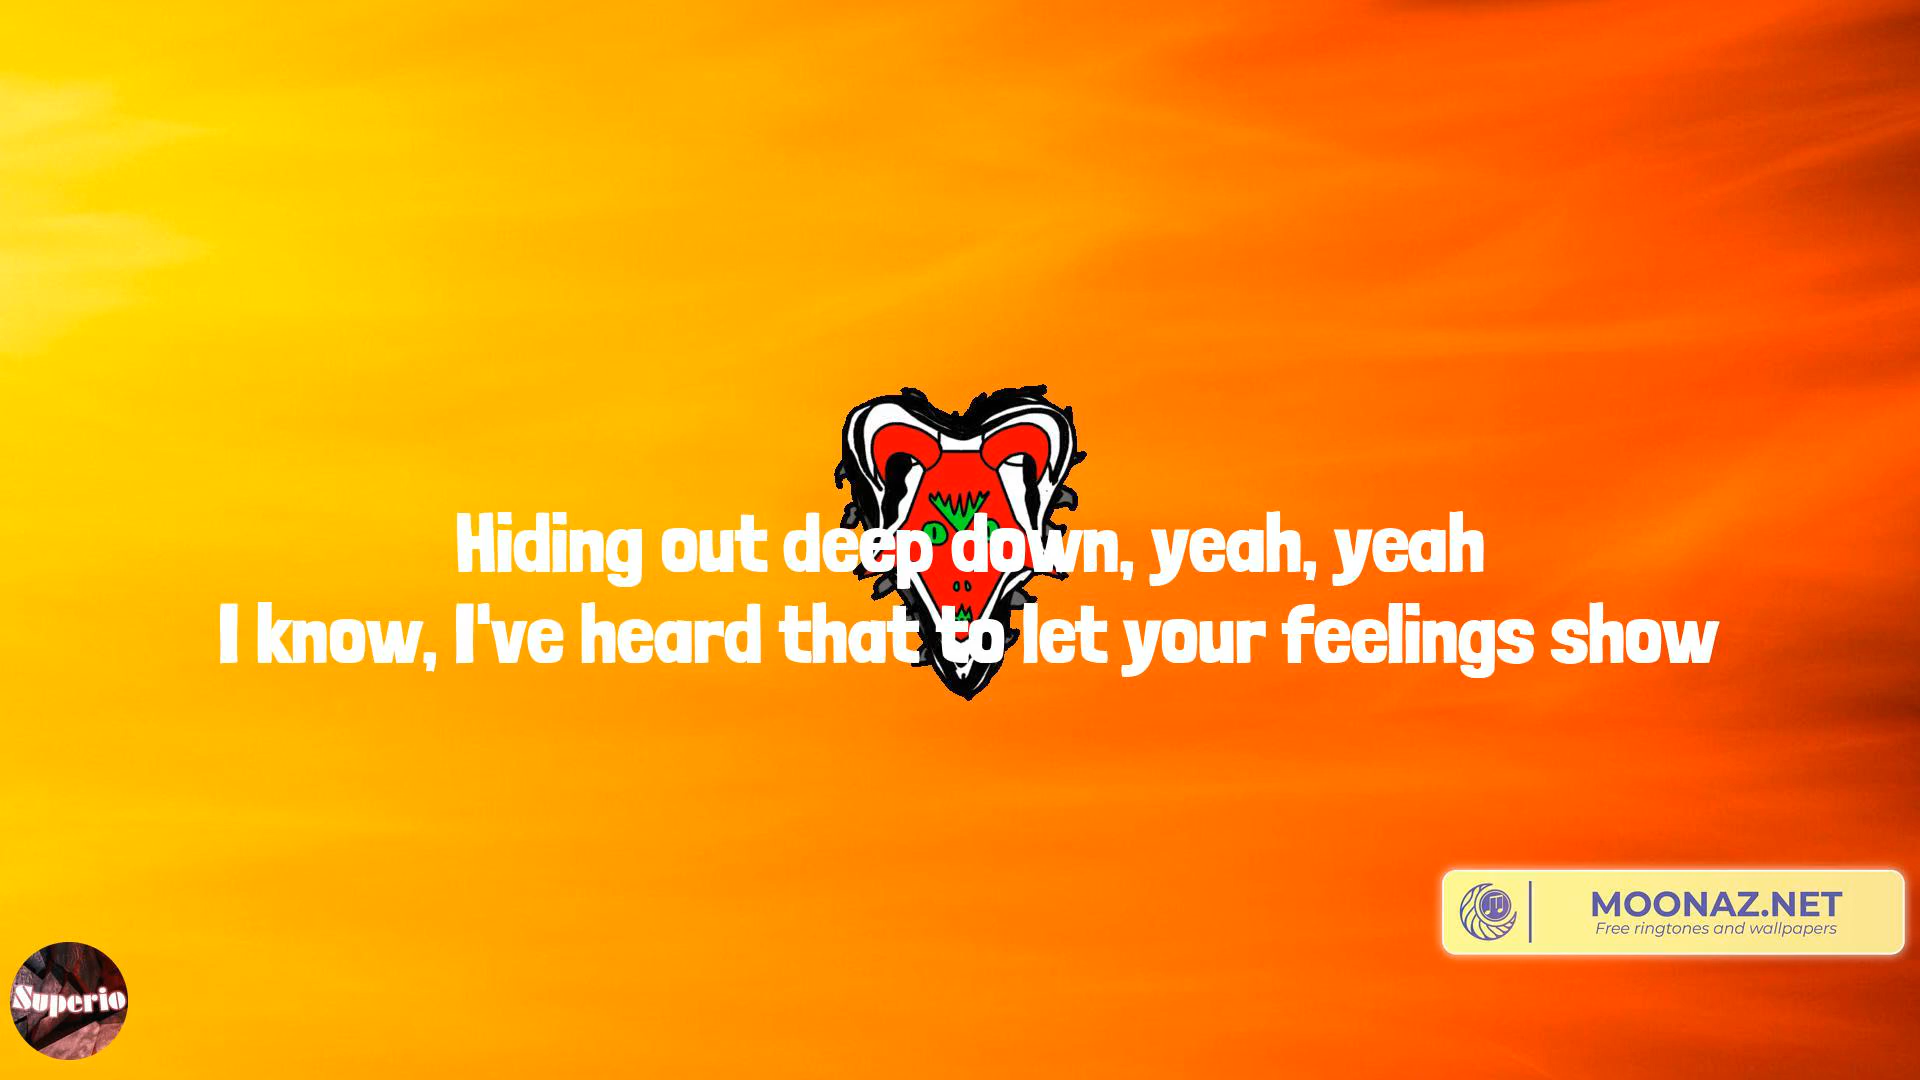 Hiding out deep down, yeah, yeah
I know, I've heard that to let your feelings show
MOONAZ.NET
Free ringtones and wallpapers
Superio